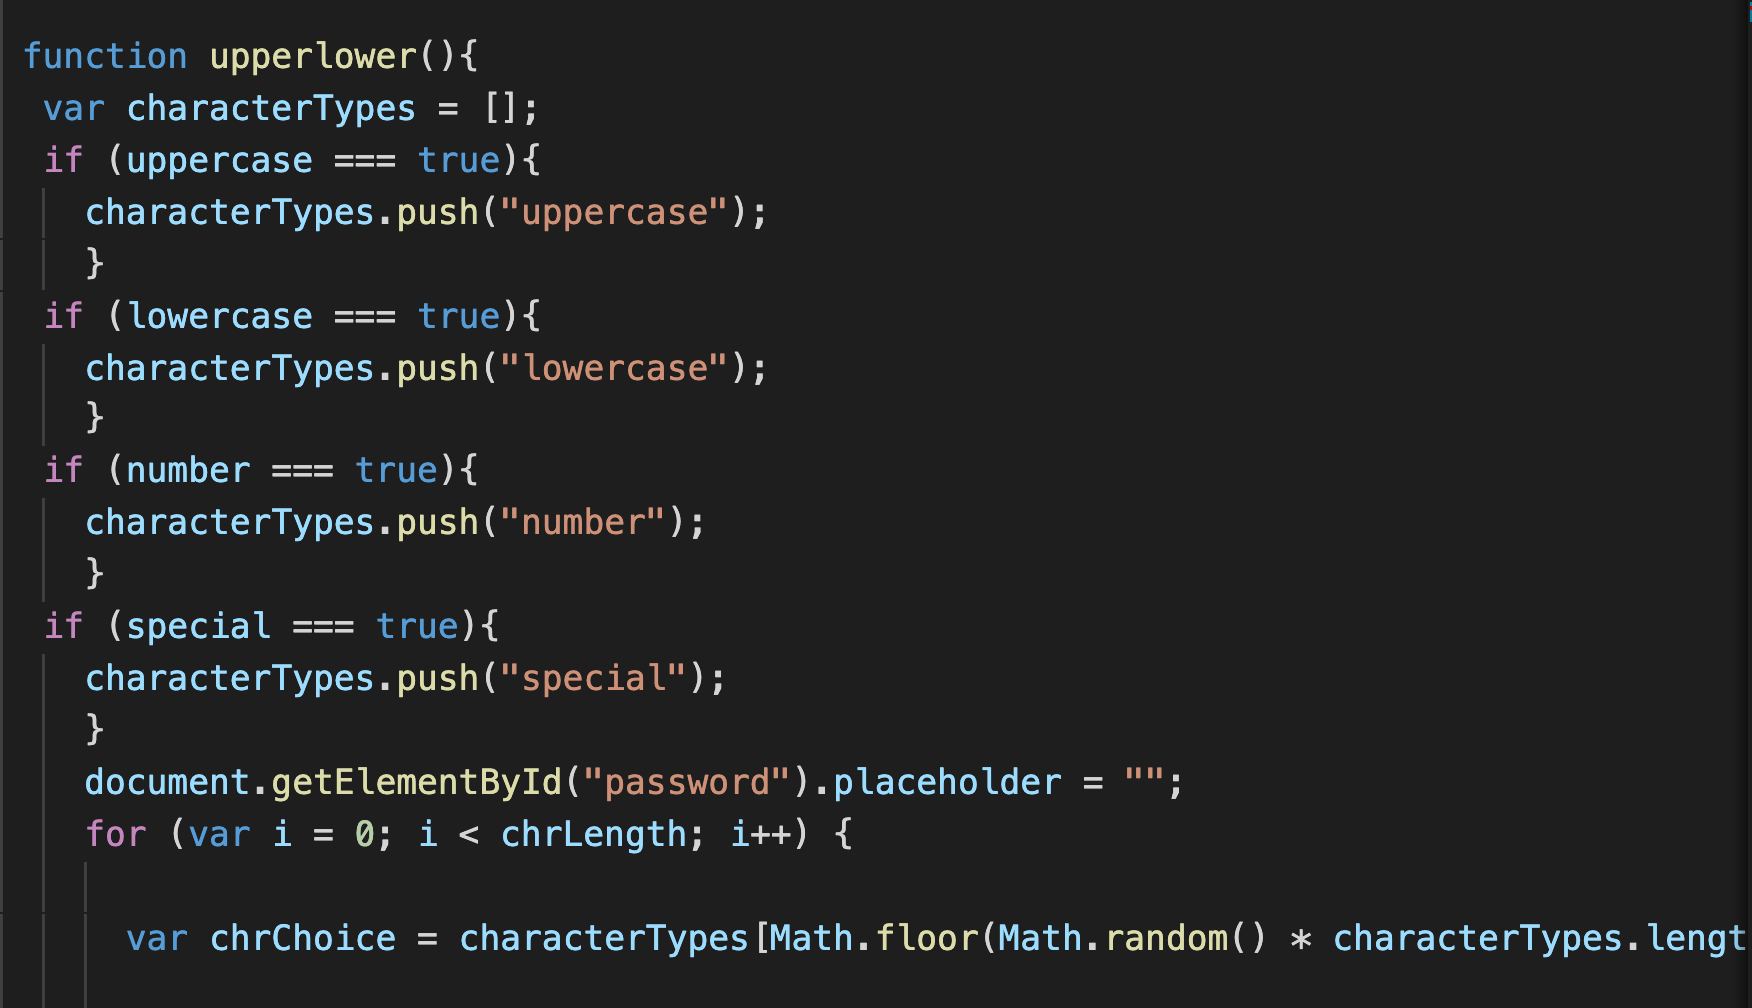 function upperlower(){
var characterTypes = [];
if (uppercase === true){
characterTypes.push("uppercase");
}
if (lowercase === true){
characterTypes.push("lowercase");
}
if (number === true){
characterTypes.push("number");
}
if (special === true){
characterTypes.push("special");
}
document.getElementById("password").placeholder = "";
for (var i = 0; i < chrLength; i++) {
var chrChoice = characterTypes[Math.floor(Math.random() * characterTypes.lengt